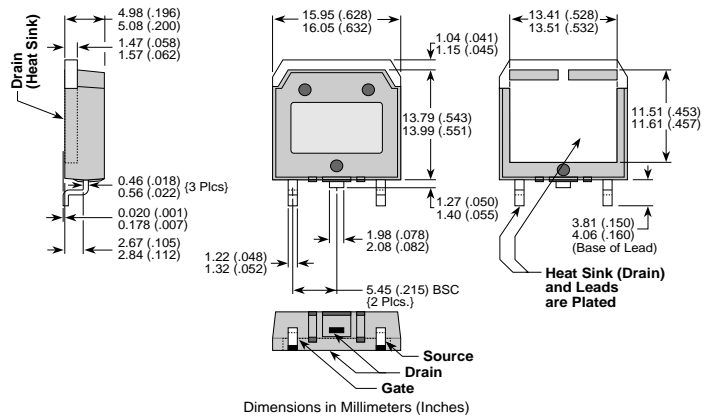 4.98 (.196)
5.08 (.200)
1.47 (.058)
1.57 (.062)
Drain
(Heat Sink)
0.46 (.018)
0.56 (.022) {3 Plcs}
0.020 (.001)
0.178 (.007)
2.67 (.105)
2.84 (.112)
15.95 (.628)
16.05 (.632)
1.04 (.041)
1.15 (.045)
13.79 (.543)
13.99 (.551)
1.27 (.050)
1.40 (.055)
1.98 (.078)
2.08 (.082)
1.22 (.048)
1.32 (.052)
5.45 (.215) BSC
{2 Plcs.}
13.41 (.528)
13.51 (.532)
11.51 (.453)
11.61 (.457)
3.81 (.150)
4.06 (.160)
(Base of Lead)
Heat Sink (Drain)
and Leads
are Plated
Source
Drain
Gate
Dimensions in Millimeters (Inches)